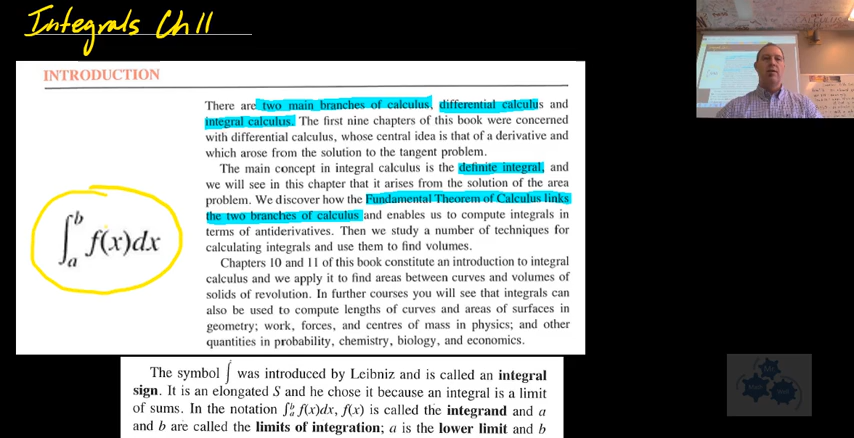 Integrals Ch 11
INTRODUCTION
There are two main branches of calculus, differential calculus and
integral calculus. The first nine chapters of this book were concerned
with differential calculus, whose central idea is that of a derivative and
which arose from the solution to the tangent problem.
The main concept in integral calculus is the definite integral, and
we will see in this chapter that it arises from the solution of the area
problem. We discover how the Fundamental Theorem of Calculus links
the two branches of calculus and enables us to compute integrals in
terms of antiderivatives. Then we study a number of techniques for
calculating integrals and use them to find volumes.
Chapters 10 and 11 of this book constitute an introduction to integral
calculus and we apply it to find areas between curves and volumes of
solids of revolution. In further courses you will see that integrals can
also be used to compute lengths of curves and areas of surfaces in
geometry; work, forces, and centres of mass in physics; and other
quantities in probability, chemistry, biology, and economics.
∫ₐᵇ f(x)dx
The symbol ∫ was introduced by Leibniz and is called an integral
sign. It is an elongated S and he chose it because an integral is a limit
of sums. In the notation ∫ₐᵇ f(x)dx, f(x) is called the integrand and a
and b are called the limits of integration; a is the lower limit and b